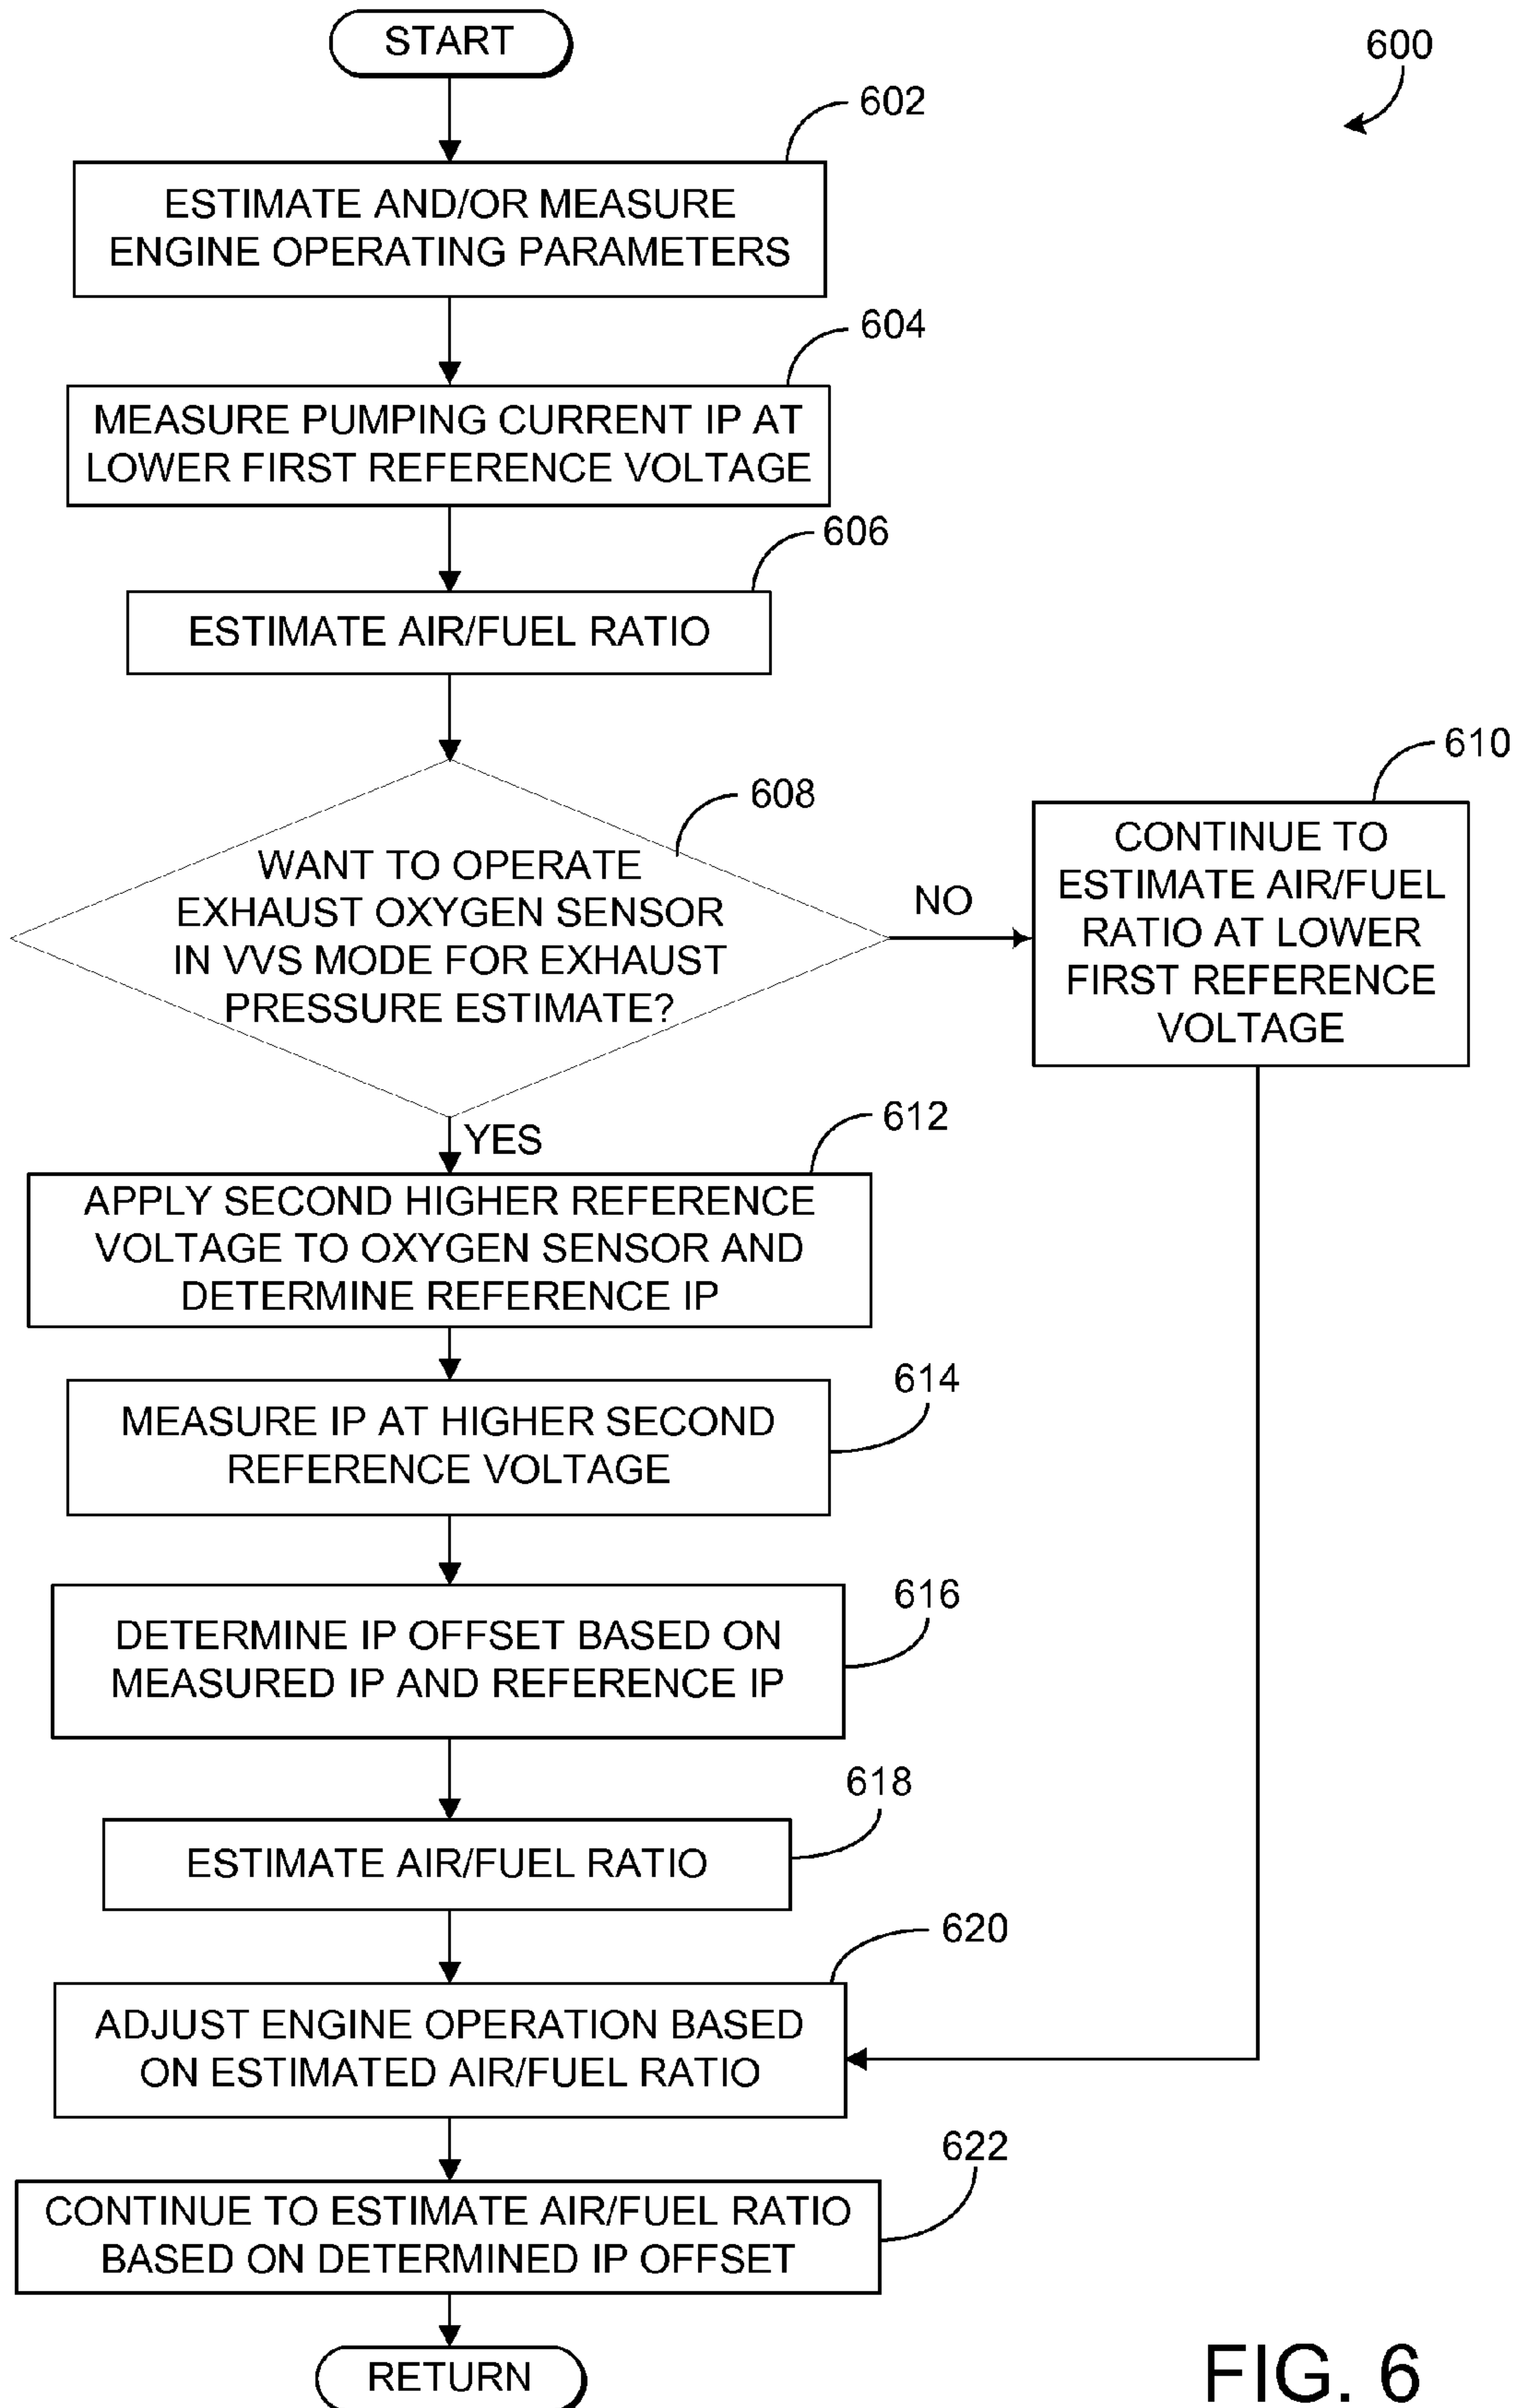 START
600
602
ESTIMATE AND/OR MEASURE
ENGINE OPERATING PARAMETERS
604
MEASURE PUMPING CURRENT IP AT
LOWER FIRST REFERENCE VOLTAGE
606
ESTIMATE AIR/FUEL RATIO
608
WANT TO OPERATE
EXHAUST OXYGEN SENSOR
IN VVS MODE FOR EXHAUST
PRESSURE ESTIMATE?
NO
610
CONTINUE TO
ESTIMATE AIR/FUEL
RATIO AT LOWER
FIRST REFERENCE
VOLTAGE
YES
612
APPLY SECOND HIGHER REFERENCE
VOLTAGE TO OXYGEN SENSOR AND
DETERMINE REFERENCE IP
614
MEASURE IP AT HIGHER SECOND
REFERENCE VOLTAGE
616
DETERMINE IP OFFSET BASED ON
MEASURED IP AND REFERENCE IP
618
ESTIMATE AIR/FUEL RATIO
620
ADJUST ENGINE OPERATION BASED
ON ESTIMATED AIR/FUEL RATIO
622
CONTINUE TO ESTIMATE AIR/FUEL RATIO
BASED ON DETERMINED IP OFFSET
RETURN
FIG. 6